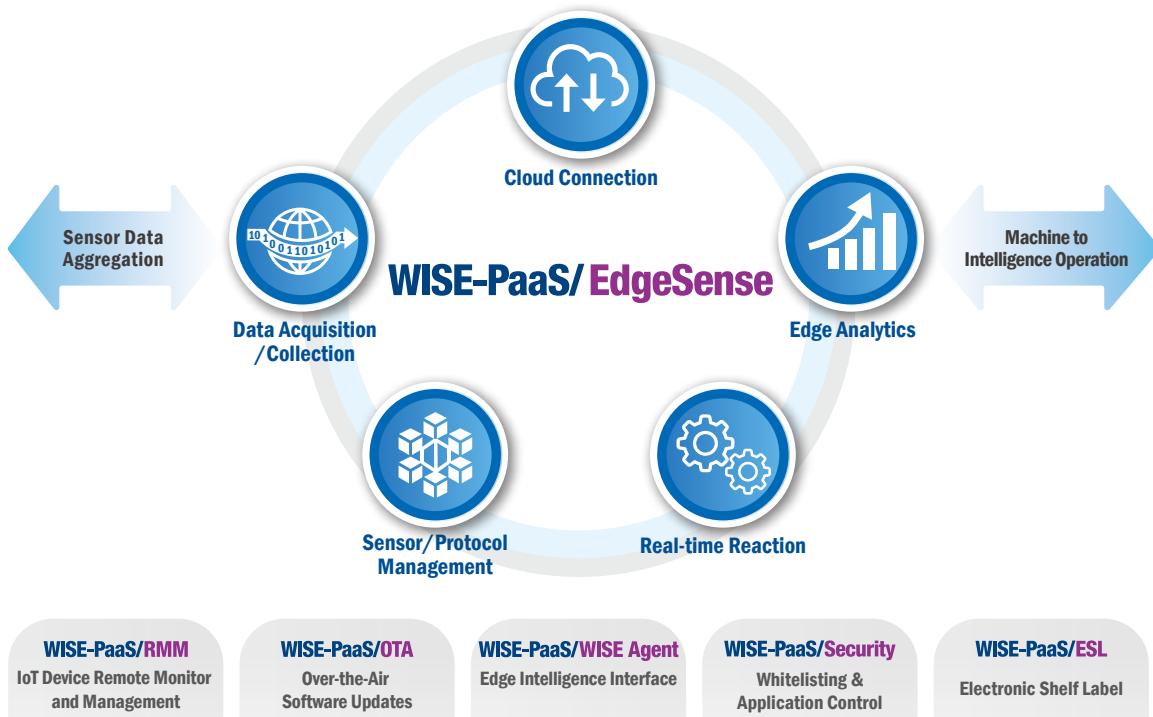 Cloud Connection
Sensor Data
Aggregation
1010011010101
Machine to
Intelligence Operation
WISE-PaaS/EdgeSense
Data Acquisition
/Collection
Edge Analytics
Sensor/Protocol
Management
Real-time Reaction
WISE-PaaS/RMM
IoT Device Remote Monitor
and Management
WISE-PaaS/OTA
Over-the-Air
Software Updates
WISE-PaaS/WISE Agent
Edge Intelligence Interface
WISE-PaaS/Security
Whitelisting &
Application Control
WISE-PaaS/ESL
Electronic Shelf Label